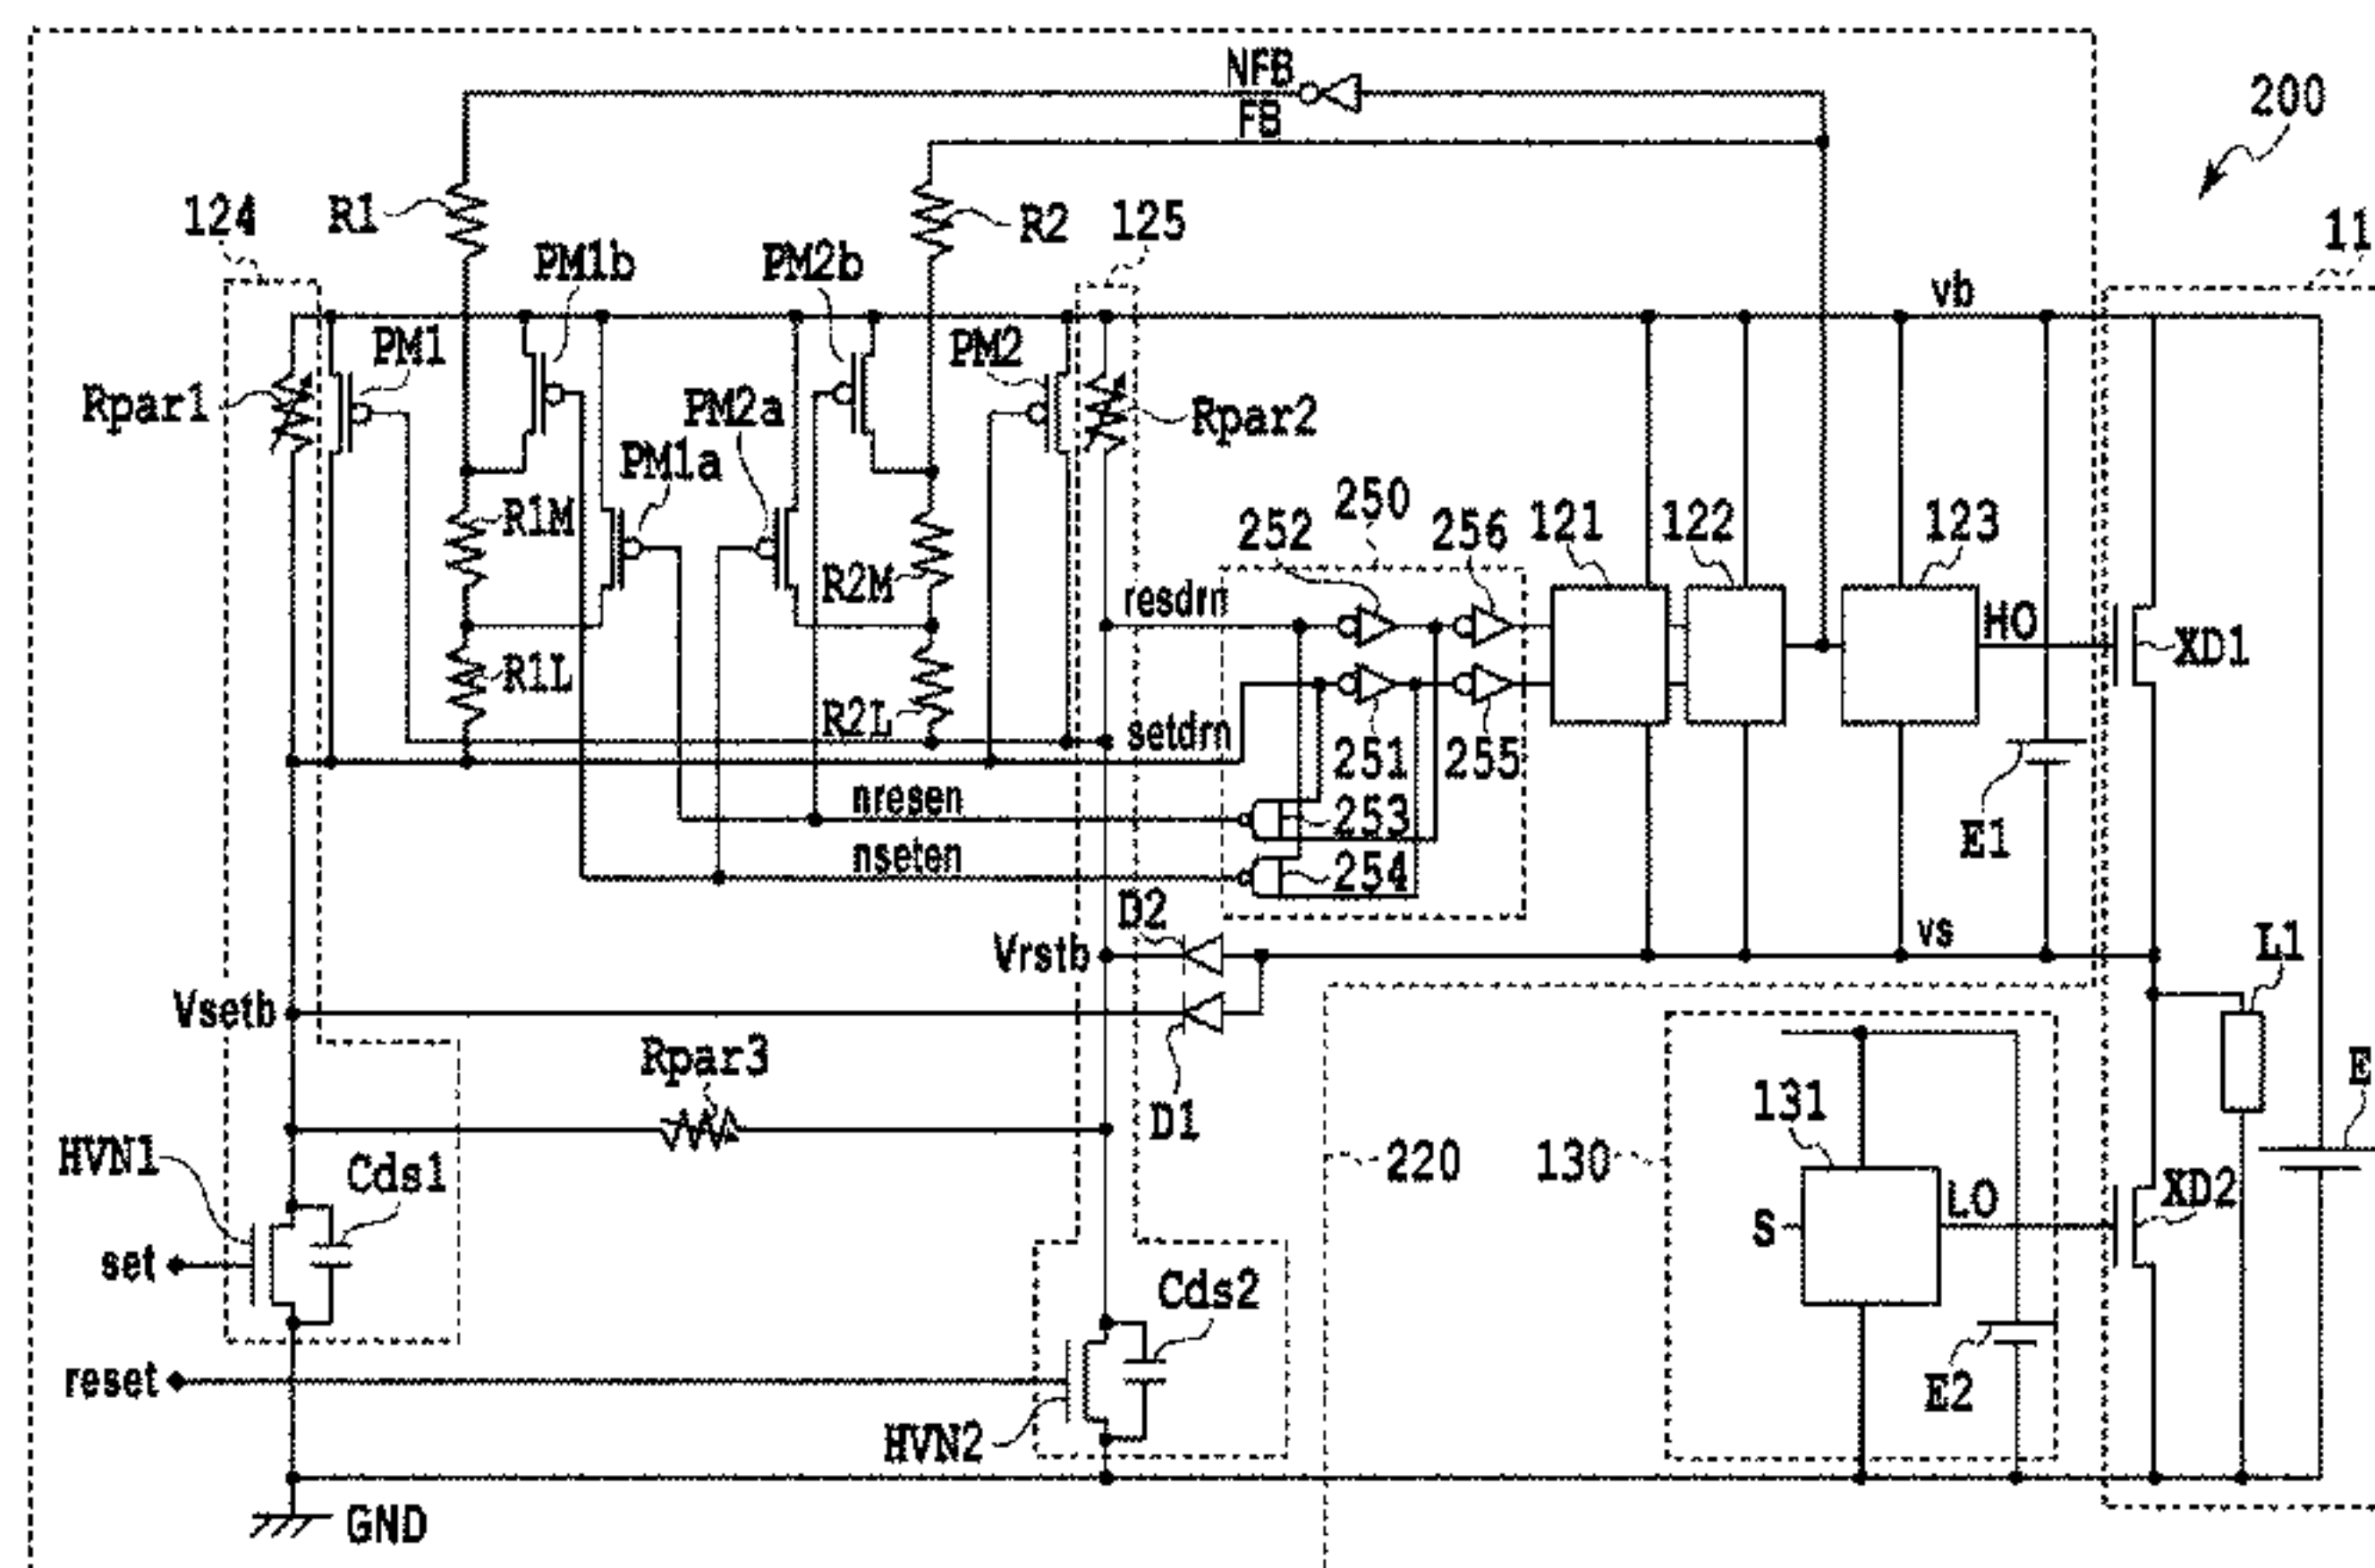 NFB
FB
200
R1
R2
124
125
11
PM1b
PM2b
vb
PM1
PM2
Rpar1
PM2a
Rpar2
PM1a
250
R1M
252
256
121
122
123
R2M
resdrn
HO
XD1
R1L
R2L
setdrn
251
255
nresen
253
E1
nseten
254
D2
Vrstb
vs
L1
Vsetb
Rpar3
D1
131
E
HVN1
Cds1
220
130
S
LO
XD2
set
Cds2
reset
E2
HVN2
GND